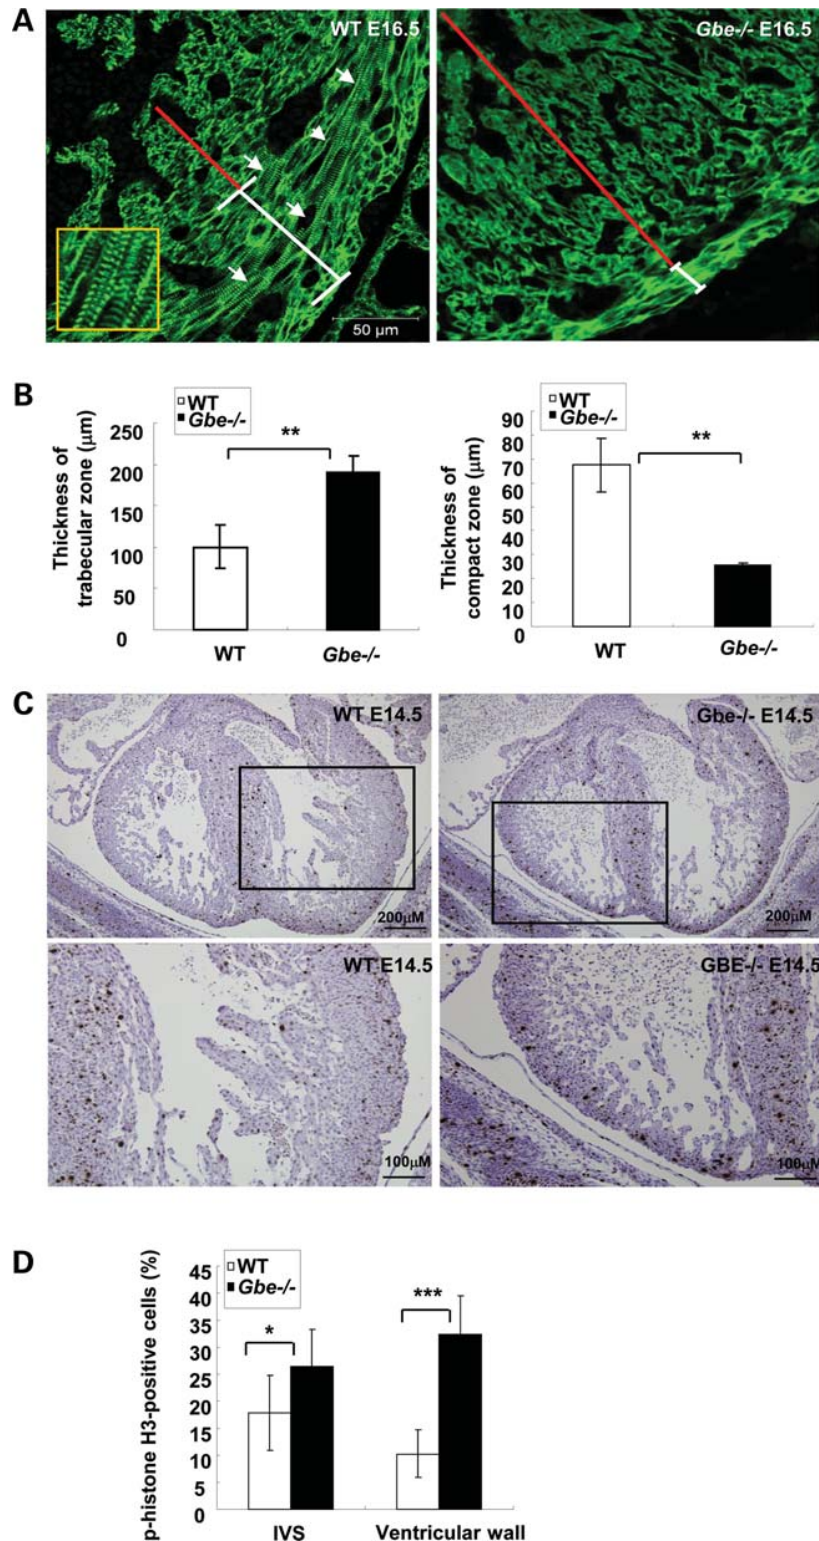 A
WT E16.5
Gbe-/- E16.5
50 µm
B
WT
Gbe-/-
Thickness of
trabecular zone (µm)
250
200
150
100
50
0
**
WT
Gbe-/-
WT
Gbe-/-
Thickness of
compact zone (µm)
90
80
70
60
50
40
30
20
10
0
**
WT
Gbe-/-
C
WT E14.5
200µM
Gbe-/- E14.5
200µM
WT E14.5
100µM
GBE-/- E14.5
100µM
D
WT
Gbe-/-
p-histone H3-positive cells (%)
45
40
35
30
25
20
15
10
5
0
*
***
IVS
Ventricular wall